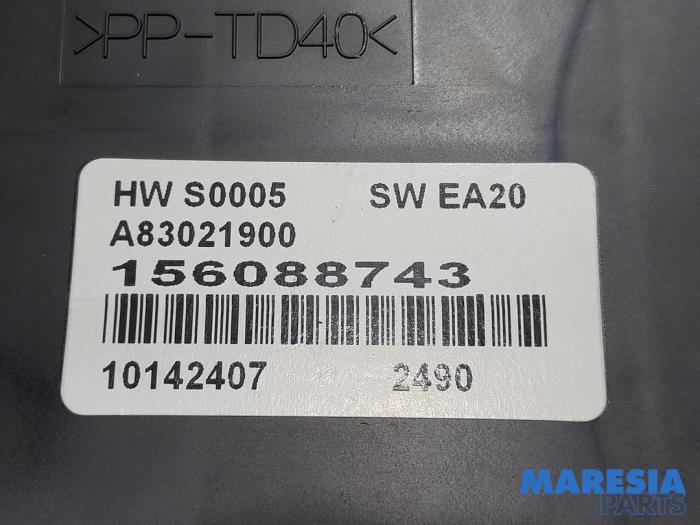 >PP-TD40<
HW S0005 SW EA20
A83021900
156088743
10142407 2490
MARESIA
PARTS